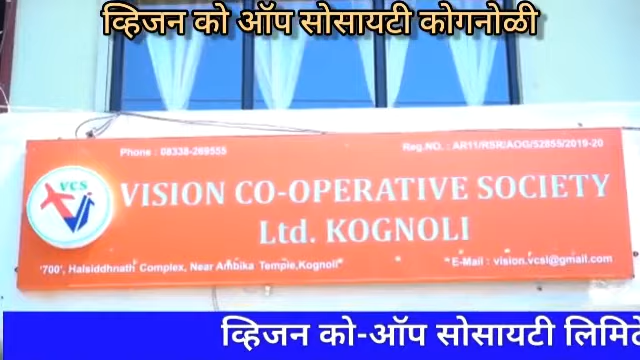 व्हिजन को ऑप सोसायटी कोगनोळी
Phone : 08338-269555
Reg.NO. : AR11/RSR/AOG/52855/2019-20
VCS
VISION CO-OPERATIVE SOCIETY
Ltd. KOGNOLI
'700', Halsiddhnath Complex, Near Ambika Temple,Kognoli
E-Mail : vision.vcsl@gmail.com
व्हिजन को-ऑप सोसायटी लिमिटे